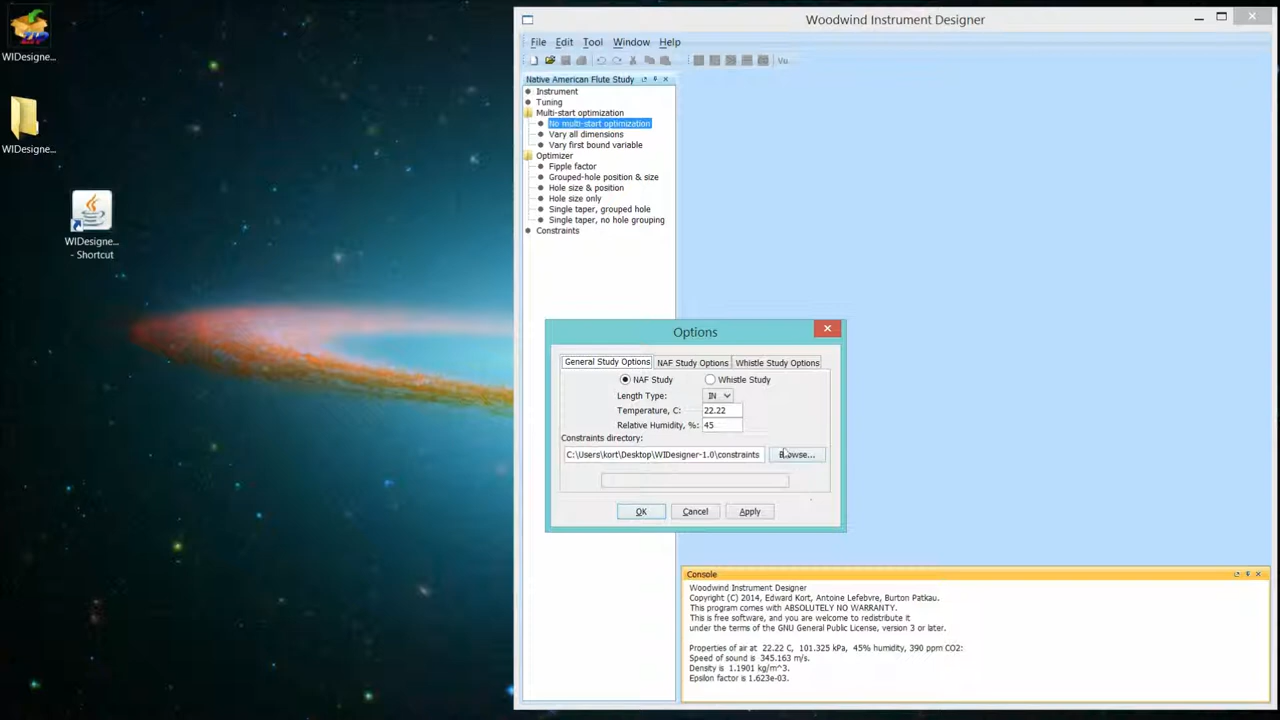 WIDesigne...
WIDesigne...
WIDesigne...
- Shortcut
Woodwind Instrument Designer
File Edit Tool Window Help
Vu
Native American Flute Study
Instrument
Tuning
Multi-start optimization
No multi-start optimization
Vary all dimensions
Vary first bound variable
Optimizer
Fipple factor
Grouped-hole position & size
Hole size & position
Hole size only
Single taper, grouped hole
Single taper, no hole grouping
Constraints
Options
General Study Options NAF Study Options Whistle Study Options
NAF Study Whistle Study
Length Type: IN
Temperature, C: 22.22
Relative Humidity, %: 45
Constraints directory:
C:\Users\kort\Desktop\WIDesigner-1.0\constraints Browse...
OK Cancel Apply
Console
Woodwind Instrument Designer
Copyright (C) 2014, Edward Kort, Antoine Lefebvre, Burton Patkau.
This program comes with ABSOLUTELY NO WARRANTY.
This is free software, and you are welcome to redistribute it
under the terms of the GNU General Public License, version 3 or later.
Properties of air at 22.22 C, 101.325 kPa, 45% humidity, 390 ppm CO2:
Speed of sound is 345.163 m/s.
Density is 1.1901 kg/m^3.
Epsilon factor is 1.623e-03.